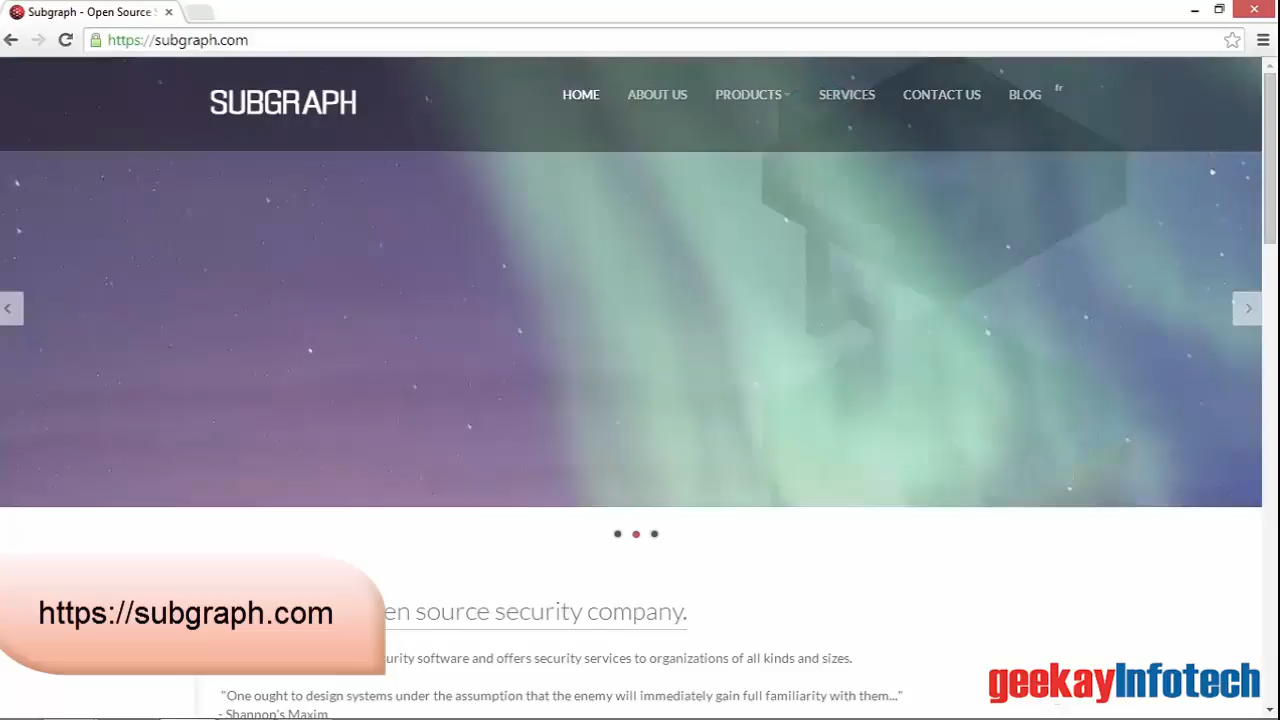 Subgraph - Open Source S
https://subgraph.com
SUBGRAPH
HOME ABOUT US PRODUCTS SERVICES CONTACT US BLOG fr
https://subgraph.com
en source security company.
urity software and offers security services to organizations of all kinds and sizes.
"One ought to design systems under the assumption that the enemy will immediately gain full familiarity with them..."
- Shannon's Maxim
geekayInfotech